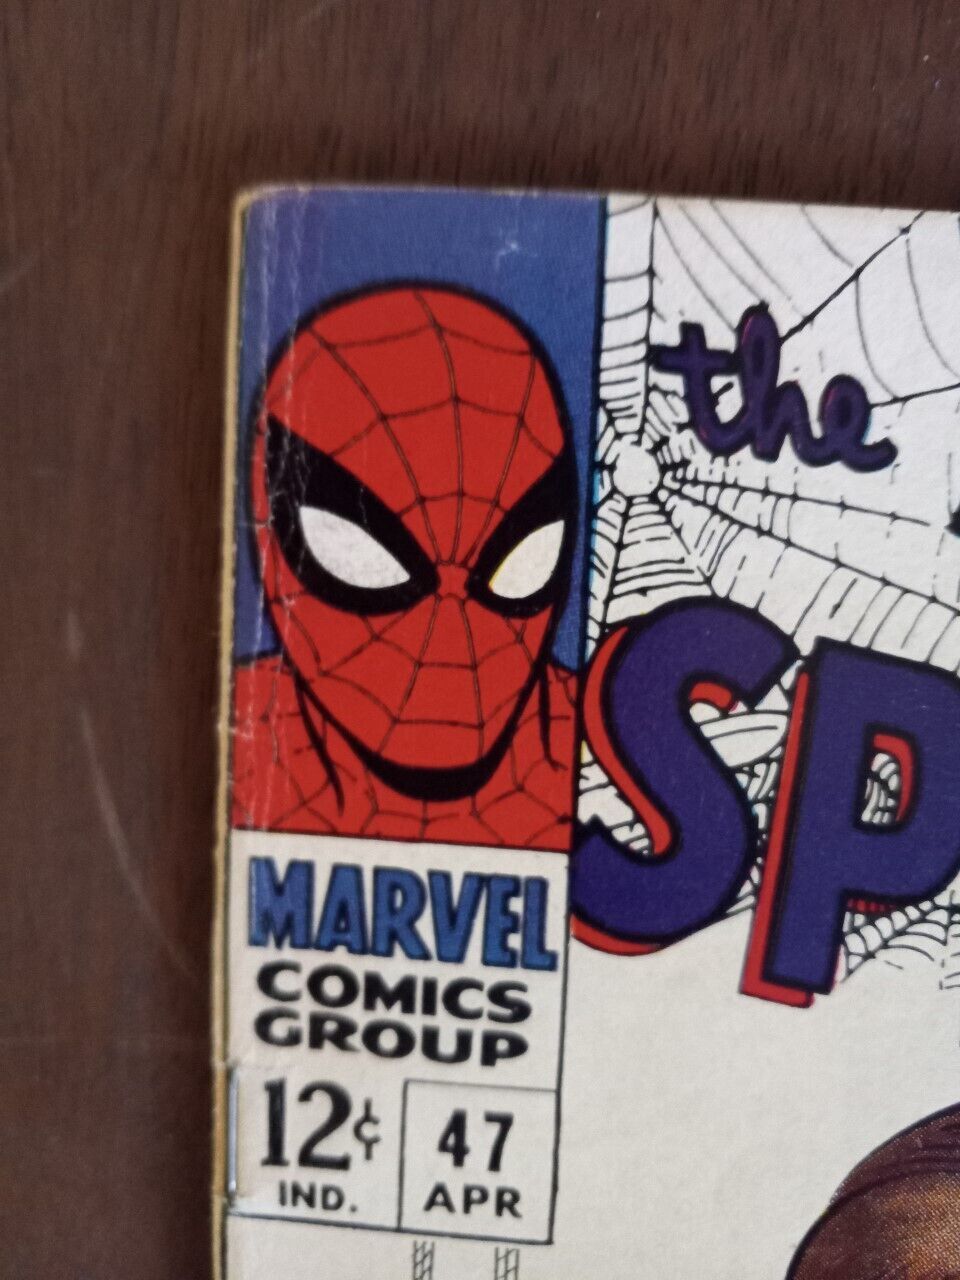 the
SP
MARVEL
COMICS
GROUP
12¢
IND.
47
APR